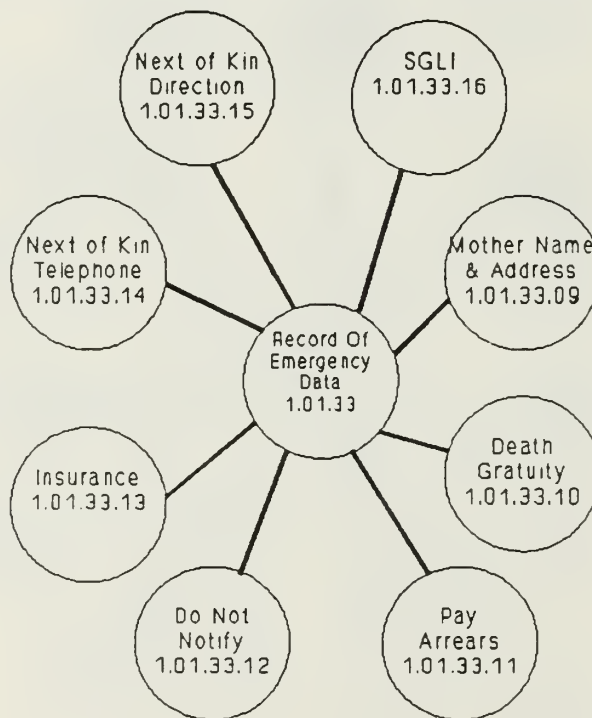 Next of Kin
Direction
1.01.33.15
SGLI
1.01.33.16
Next of Kin
Telephone
1.01.33.14
Mother Name
& Address
1.01.33.09
Record Of
Emergency
Data
1.01.33
Insurance
1.01.33.13
Death
Gratuity
1.01.33.10
Do Not
Notify
1.01.33.12
Pay
Arrears
1.01.33.11